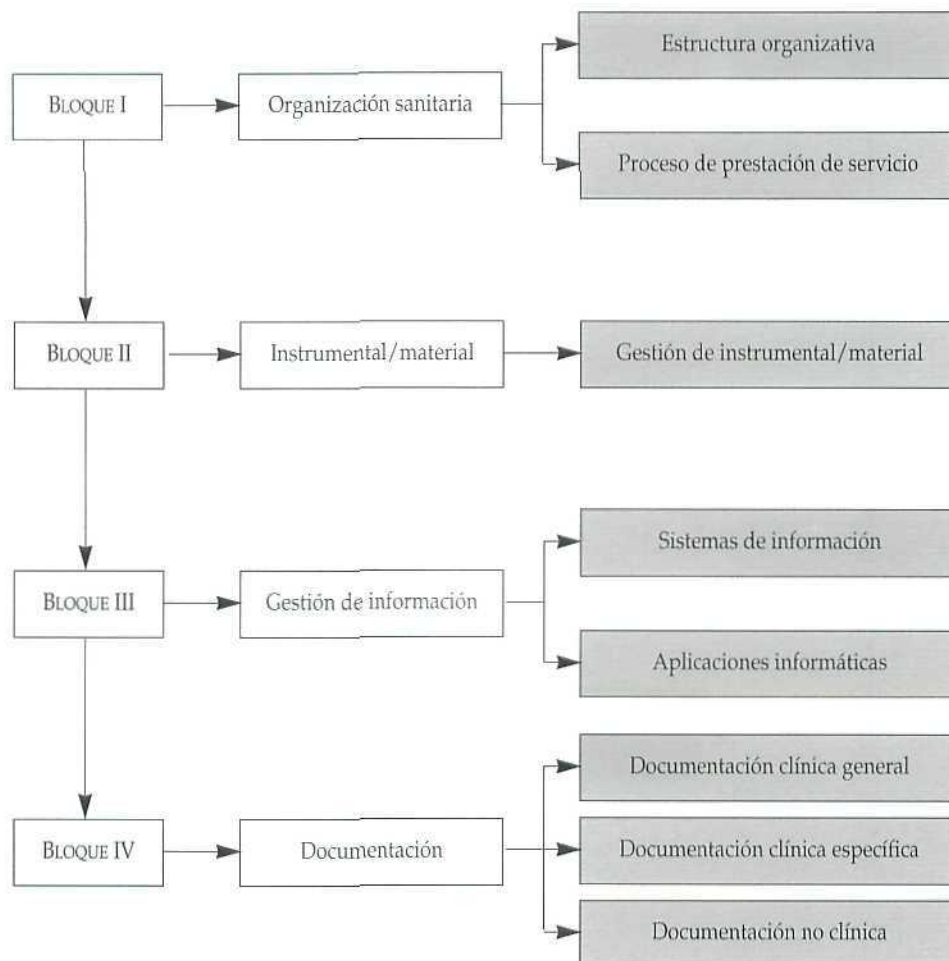 Estructura organizativa
BLOQUE I
Organización sanitaria
Proceso de prestación de servicio
BLOQUE II
Instrumental/material
Gestión de instrumental/material
Sistemas de información
BLOQUE III
Gestión de información
Aplicaciones informáticas
Documentación clínica general
BLOQUE IV
Documentación
Documentación clínica específica
Documentación no clínica